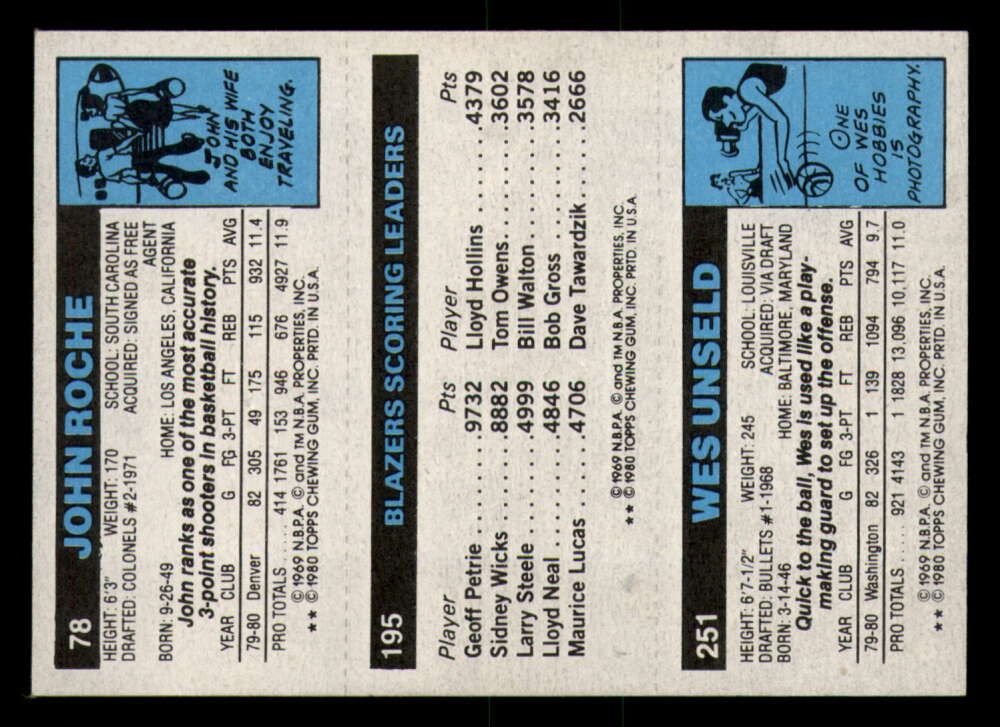 78 JOHN ROCHE
HEIGHT: 6'3" WEIGHT: 170 SCHOOL: SOUTH CAROLINA
DRAFTED: COLONELS #2-1971 ACQUIRED: SIGNED AS FREE
AGENT
BORN: 9-26-49 HOME: LOS ANGELES, CALIFORNIA
John ranks as one of the most accurate
3-point shooters in basketball history.
YEAR CLUB G FG 3-PT FT REB PTS AVG
79-80 Denver 82 305 49 175 115 932 11.4
PRO TOTALS.... 414 1761 153 946 676 4927 11.9
★★ © 1969 N.B.P.A. © and TM N.B.A. PROPERTIES, INC.
© 1980 TOPPS CHEWING GUM, INC. PRTD. IN U.S.A.
JOHN
AND HIS WIFE
BOTH
ENJOY
TRAVELING.
195 BLAZERS SCORING LEADERS
Player Pts Player Pts
Geoff Petrie ......9732 Lloyd Hollins ......4379
Sidney Wicks ......8882 Tom Owens......3602
Larry Steele......4999 Bill Walton......3578
Lloyd Neal ......4846 Bob Gross ......3416
Maurice Lucas ......4706 Dave Tawardzik ....2666
© 1969 N.B.P.A. © and TM N.B.A. PROPERTIES, INC.
★★ © 1980 TOPPS CHEWING GUM, INC. PRTD. IN U.S.A.
251 WES UNSELD
HEIGHT: 6'7-1/2" WEIGHT: 245 SCHOOL: LOUISVILLE
DRAFTED: BULLETS #1-1968 ACQUIRED: VIA DRAFT
BORN: 3-14-46 HOME: BALTIMORE, MARYLAND
Quick to the ball, Wes is used like a play-
making guard to set up the offense.
YEAR CLUB G FG 3-PT FT REB PTS AVG
79-80 Washington 82 326 1 139 1094 794 9.7
PRO TOTALS.... 921 4143 1 1828 13,096 10,117 11.0
★★ © 1969 N.B.P.A. © and TM N.B.A. PROPERTIES, INC.
© 1980 TOPPS CHEWING GUM, INC. PRTD. IN U.S.A.
ONE
OF WES
HOBBIES
IS
PHOTOGRAPHY.